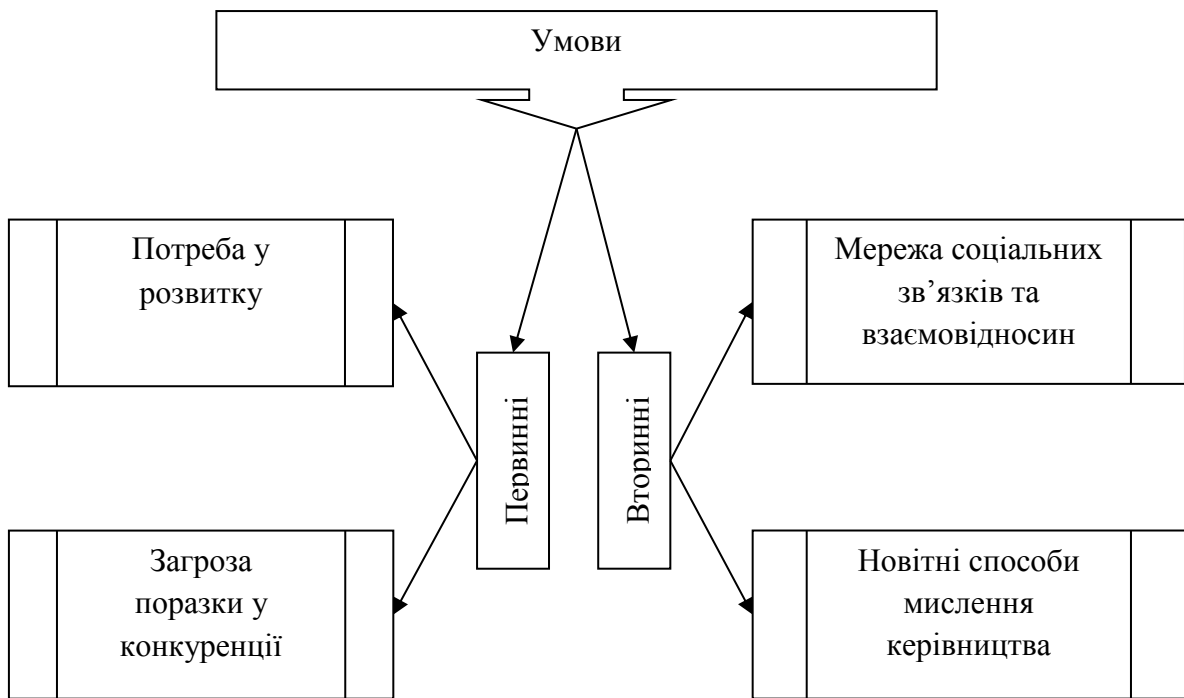 Умови
Потреба у
розвитку
Мережа соціальних
зв’язків та
взаємовідносин
Первинні
Вторинні
Загроза
поразки у
конкуренції
Новітні способи
мислення
керівництва